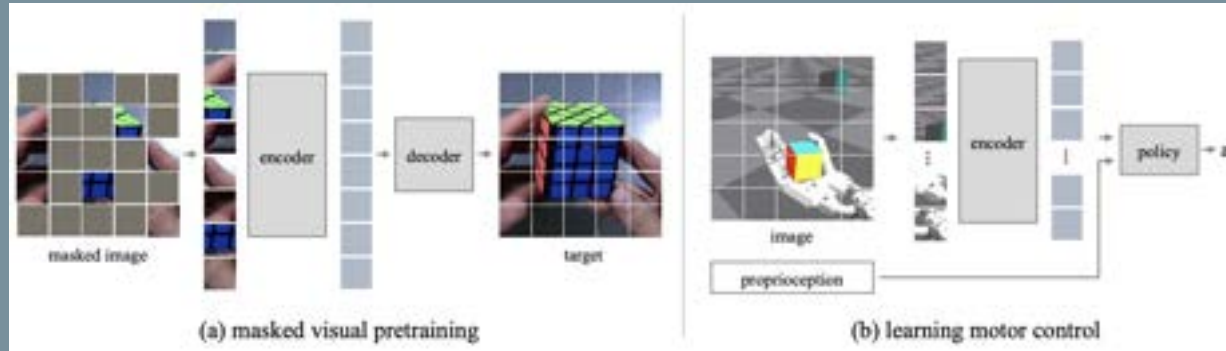 masked image
encoder
decoder
target
(a) masked visual pretraining
image
proprioception
encoder
policy
a
(b) learning motor control